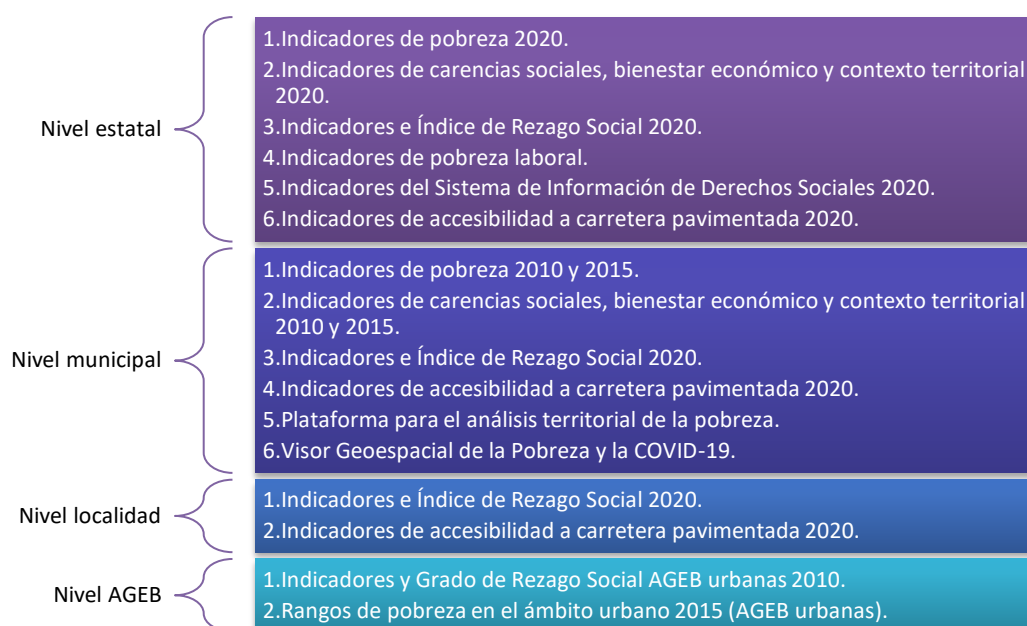 Nivel estatal
1.Indicadores de pobreza 2020.
2.Indicadores de carencias sociales, bienestar económico y contexto territorial
2020.
3.Indicadores e Índice de Rezago Social 2020.
4.Indicadores de pobreza laboral.
5.Indicadores del Sistema de Información de Derechos Sociales 2020.
6.Indicadores de accesibilidad a carretera pavimentada 2020.
Nivel municipal
1.Indicadores de pobreza 2010 y 2015.
2.Indicadores de carencias sociales, bienestar económico y contexto territorial
2010 y 2015.
3.Indicadores e Índice de Rezago Social 2020.
4.Indicadores de accesibilidad a carretera pavimentada 2020.
5.Plataforma para el análisis territorial de la pobreza.
6.Visor Geoespacial de la Pobreza y la COVID-19.
Nivel localidad
1.Indicadores e Índice de Rezago Social 2020.
2.Indicadores de accesibilidad a carretera pavimentada 2020.
Nivel AGEB
1.Indicadores y Grado de Rezago Social AGEB urbanas 2010.
2.Rangos de pobreza en el ámbito urbano 2015 (AGEB urbanas).